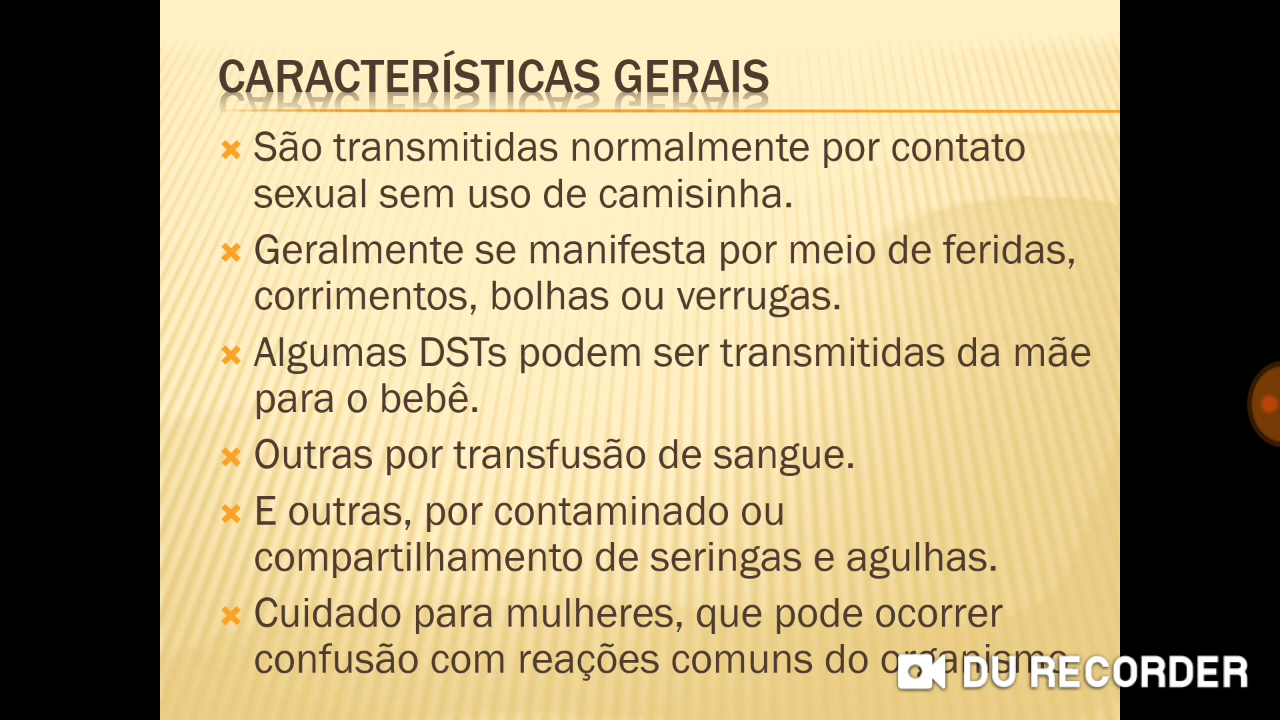 CARACTERÍSTICAS GERAIS
São transmitidas normalmente por contato
sexual sem uso de camisinha.
Geralmente se manifesta por meio de feridas,
corrimentos, bolhas ou verrugas.
Algumas DSTs podem ser transmitidas da mãe
para o bebê.
Outras por transfusão de sangue.
E outras, por contaminado ou
compartilhamento de seringas e agulhas.
Cuidado para mulheres, que pode ocorrer
confusão com reações comuns do organismo
DU RECORDER